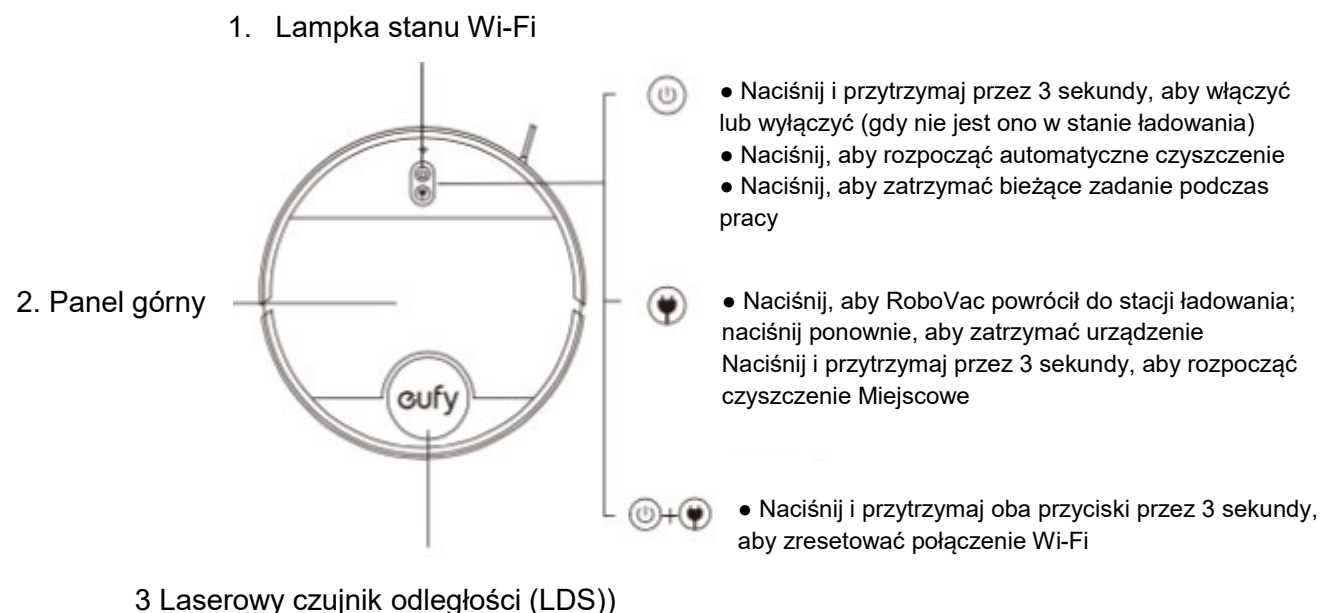 1. Lampka stanu Wi-Fi
● Naciśnij i przytrzymaj przez 3 sekundy, aby włączyć
lub wyłączyć (gdy nie jest ono w stanie ładowania)
● Naciśnij, aby rozpocząć automatyczne czyszczenie
● Naciśnij, aby zatrzymać bieżące zadanie podczas
pracy
2. Panel górny
● Naciśnij, aby RoboVac powrócił do stacji ładowania;
naciśnij ponownie, aby zatrzymać urządzenie
Naciśnij i przytrzymaj przez 3 sekundy, aby rozpocząć
czyszczenie Miejscowe
eufy
+
● Naciśnij i przytrzymaj oba przyciski przez 3 sekundy,
aby zresetować połączenie Wi-Fi
3 Laserowy czujnik odległości (LDS))